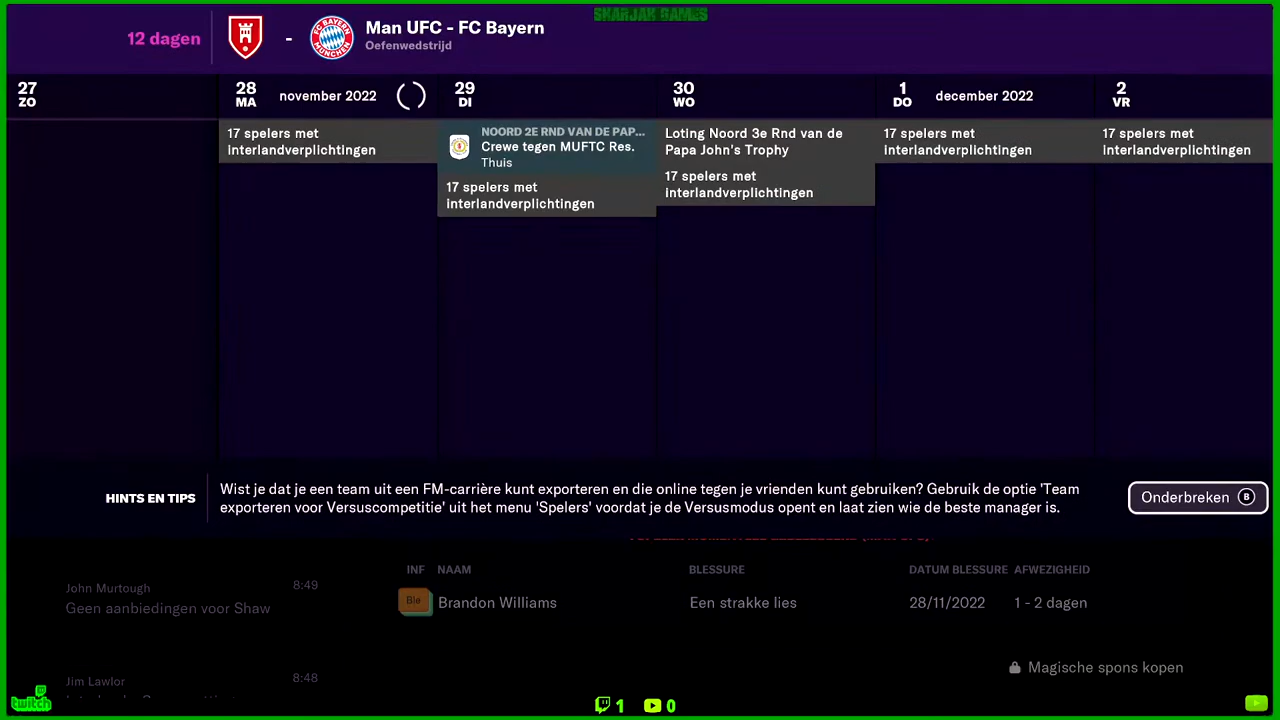 SNARJAK GAMES
12 dagen
-
FC BAYERN
MÜNCHEN
Man UFC - FC Bayern
Oefenwedstrijd
27
ZO
28
MA
november 2022
29
DI
30
WO
1
DO
december 2022
2
VR
17 spelers met
interlandverplichtingen
NOORD 2E RND VAN DE PAP...
Crewe tegen MUFTC Res.
Thuis
17 spelers met
interlandverplichtingen
Loting Noord 3e Rnd van de
Papa John's Trophy
17 spelers met
interlandverplichtingen
17 spelers met
interlandverplichtingen
17 spelers met
interlandverplichtingen
HINTS EN TIPS
Wist je dat je een team uit een FM-carrière kunt exporteren en die online tegen je vrienden kunt gebruiken? Gebruik de optie 'Team
exporteren voor Versuscompetitie' uit het menu 'Spelers' voordat je de Versusmodus opent en laat zien wie de beste manager is.
Onderbreken B
INF NAAM BLESSURE DATUM BLESSURE AFWEZIGHEID
John Murtough 8:49
Geen aanbiedingen voor Shaw
Ble Brandon Williams Een strakke lies 28/11/2022 1 - 2 dagen
Magische spons kopen
Jim Lawlor 8:48
twitch
1 0